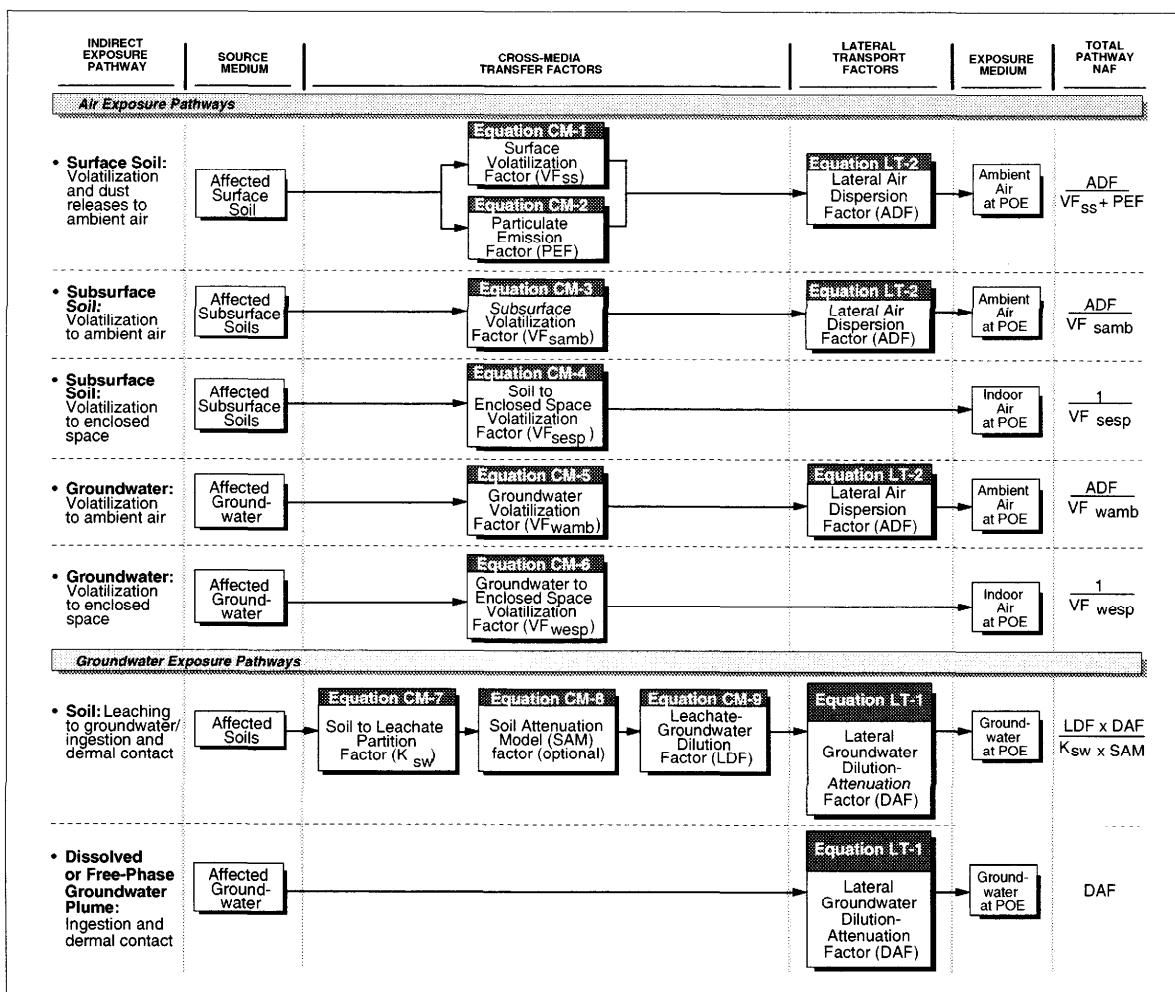 INDIRECT
EXPOSURE
PATHWAY
SOURCE
MEDIUM
CROSS-MEDIA
TRANSFER FACTORS
LATERAL
TRANSPORT
FACTORS
EXPOSURE
MEDIUM
TOTAL
PATHWAY
NAF
Air Exposure Pathways
• Surface Soil:
Volatilization
and dust
releases to
ambient air
Affected
Surface
Soil
Equation CM-1
Surface
Volatilization
Factor (VFss)
Equation CM-2
Particulate
Emission
Factor (PEF)
Equation LT-2
Lateral Air
Dispersion
Factor (ADF)
Ambient
Air
at POE
ADF
VFss + PEF
• Subsurface
Soil:
Volatilization
to ambient air
Affected
Subsurface
Soils
Equation CM-3
Subsurface
Volatilization
Factor (VFsamb)
Equation LT-2
Lateral Air
Dispersion
Factor (ADF)
Ambient
Air
at POE
ADF
VF samb
• Subsurface
Soil:
Volatilization
to enclosed
space
Affected
Subsurface
Soils
Equation CM-4
Soil to
Enclosed Space
Volatilization
Factor (VFsesp)
Indoor
Air
at POE
1
VF sesp
• Groundwater:
Volatilization
to ambient air
Affected
Ground-
water
Equation CM-5
Groundwater
Volatilization
Factor (VFwamb)
Equation LT-2
Lateral Air
Dispersion
Factor (ADF)
Ambient
Air
at POE
ADF
VF wamb
• Groundwater:
Volatilization
to enclosed
space
Affected
Ground-
water
Equation CM-6
Groundwater to
Enclosed Space
Volatilization
Factor (VF wesp)
Indoor
Air
at POE
1
VF wesp
Groundwater Exposure Pathways
• Soil: Leaching
to groundwater/
ingestion and
dermal contact
Affected
Soils
Equation CM-7
Soil to Leachate
Partition
Factor (K sw)
Equation CM-8
Soil Attenuation
Model (SAM)
factor (optional)
Equation CM-9
Leachate-
Groundwater
Dilution
Factor (LDF)
Equation LT-1
Lateral
Groundwater
Dilution-
Attenuation
Factor (DAF)
Ground-
water
at POE
LDF x DAF
Ksw x SAM
• Dissolved
or Free-Phase
Groundwater
Plume:
Ingestion and
dermal contact
Affected
Ground-
water
Equation LT-1
Lateral
Groundwater
Dilution-
Attenuation
Factor (DAF)
Ground-
water
at POE
DAF